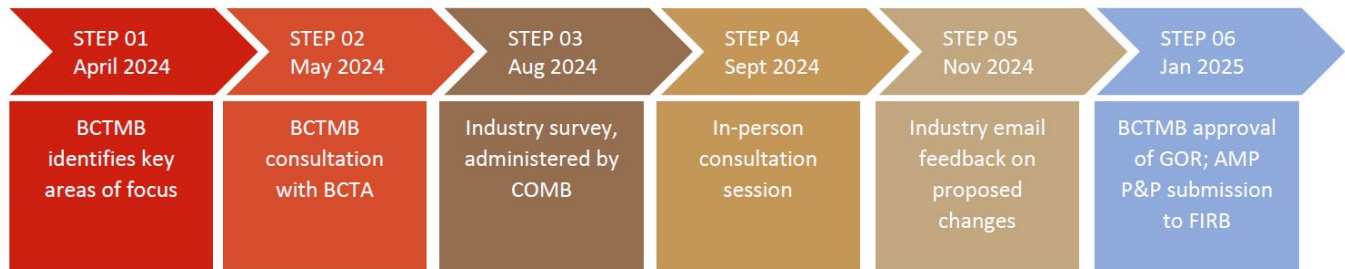 STEP 01
April 2024
BCTMB
identifies key
areas of focus
STEP 02
May 2024
BCTMB
consultation
with BCTA
STEP 03
Aug 2024
Industry survey,
administered by
COMB
STEP 04
Sept 2024
In-person
consultation
session
STEP 05
Nov 2024
Industry email
feedback on
proposed
changes
STEP 06
Jan 2025
BCTMB approval
of GOR; AMP
P&P submission
to FIRB